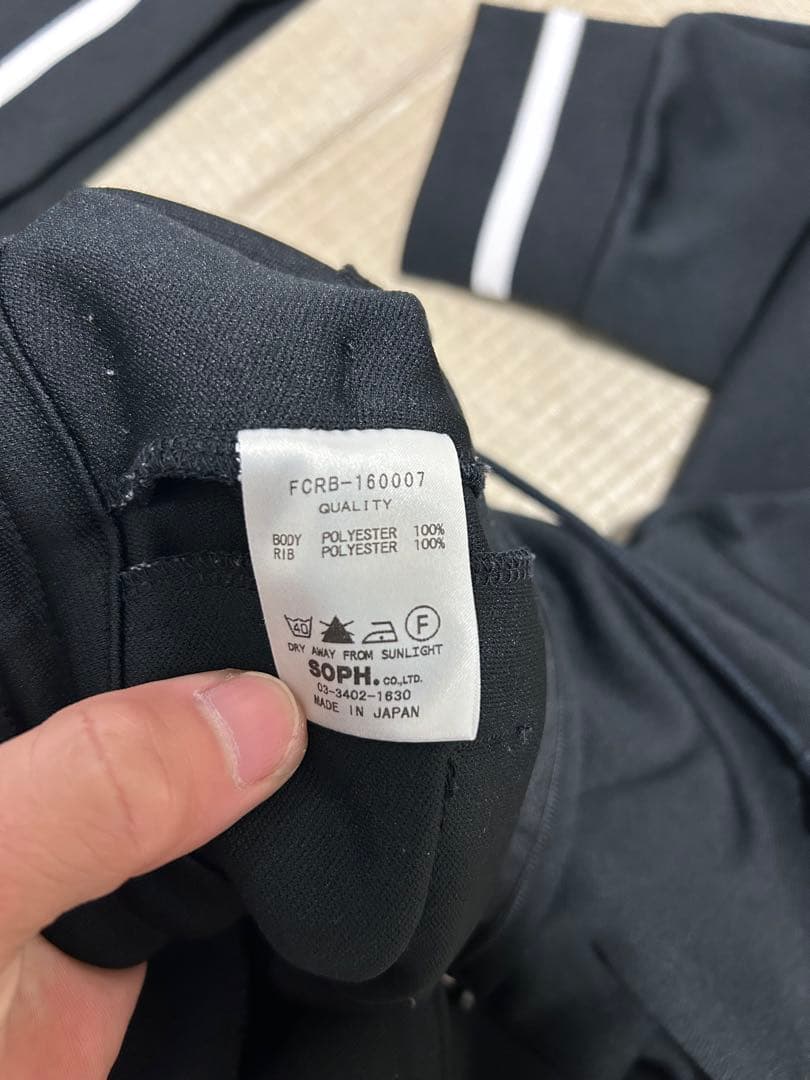 FCRB-160007
QUALITY
BODY POLYESTER 100%
RIB POLYESTER 100%
40 F
DRY AWAY FROM SUNLIGHT
SOPH. CO.,LTD.
03-3402-1630
MADE IN JAPAN